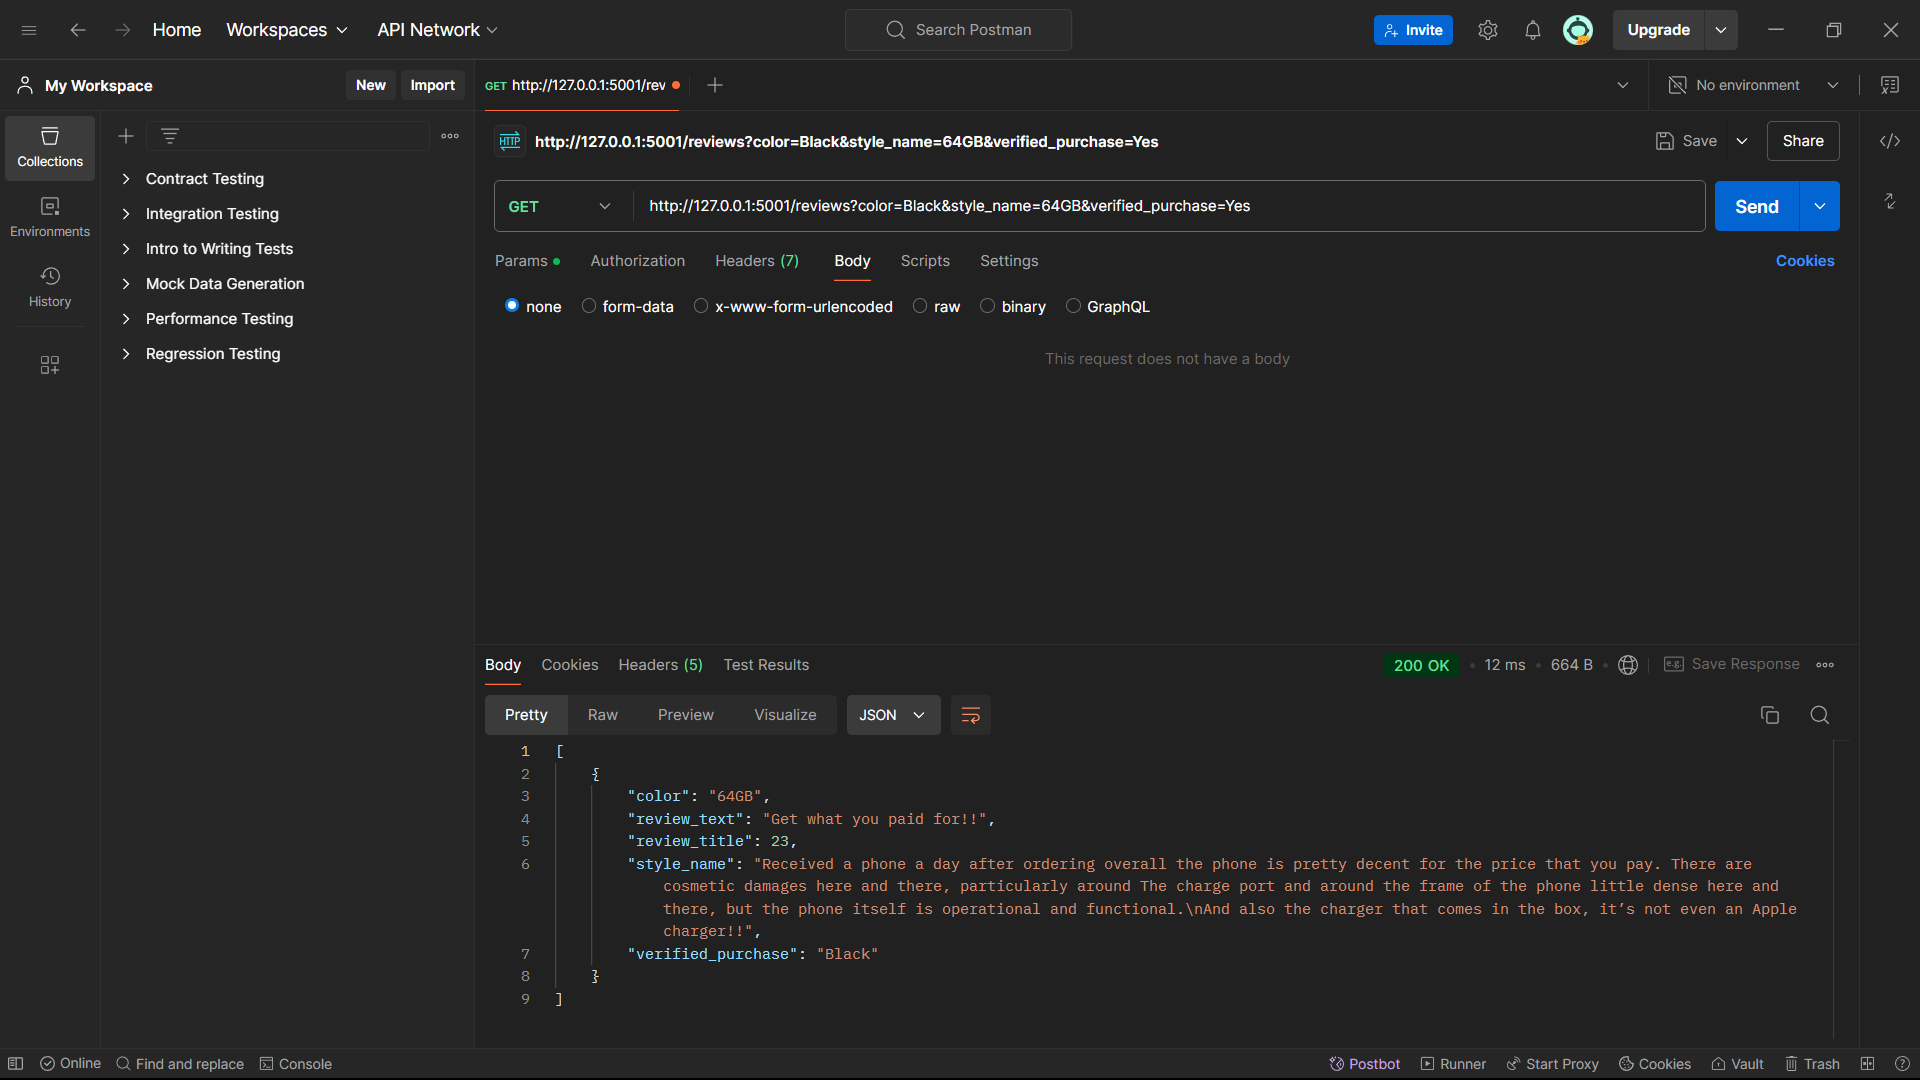 Home Workspaces API Network Search Postman Invite Upgrade
My Workspace New Import GET http://127.0.0.1:5001/rev No environment
Collections
Environments
History
Contract Testing
Integration Testing
Intro to Writing Tests
Mock Data Generation
Performance Testing
Regression Testing
HTTP http://127.0.0.1:5001/reviews?color=Black&style_name=64GB&verified_purchase=Yes Save Share
GET http://127.0.0.1:5001/reviews?color=Black&style_name=64GB&verified_purchase=Yes Send
Params Authorization Headers (7) Body Scripts Settings Cookies
none form-data x-www-form-urlencoded raw binary GraphQL
This request does not have a body
Body Cookies Headers (5) Test Results 200 OK 12 ms 664 B e.g. Save Response
Pretty Raw Preview Visualize JSON
1 [
2 {
3 "color": "64GB",
4 "review_text": "Get what you paid for!!",
5 "review_title": 23,
6 "style_name": "Received a phone a day after ordering overall the phone is pretty decent for the price that you pay. There are
cosmetic damages here and there, particularly around The charge port and around the frame of the phone little dense here and
there, but the phone itself is operational and functional.\nAnd also the charger that comes in the box, it’s not even an Apple
charger!!",
7 "verified_purchase": "Black"
8 }
9 ]
Online Find and replace Console Postbot Runner Start Proxy Cookies Vault Trash